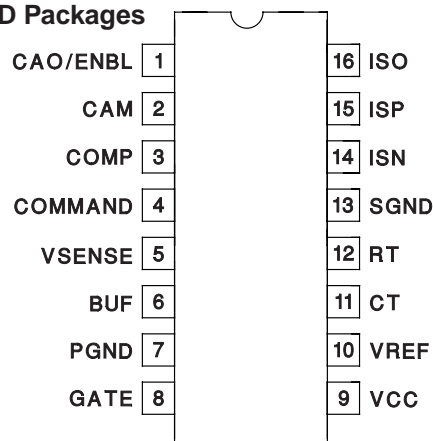 D Packages
CAO/ENBL 1 16 ISO
CAM 2 15 ISP
COMP 3 14 ISN
COMMAND 4 13 SGND
VSENSE 5 12 RT
BUF 6 11 CT
PGND 7 10 VREF
GATE 8 9 VCC